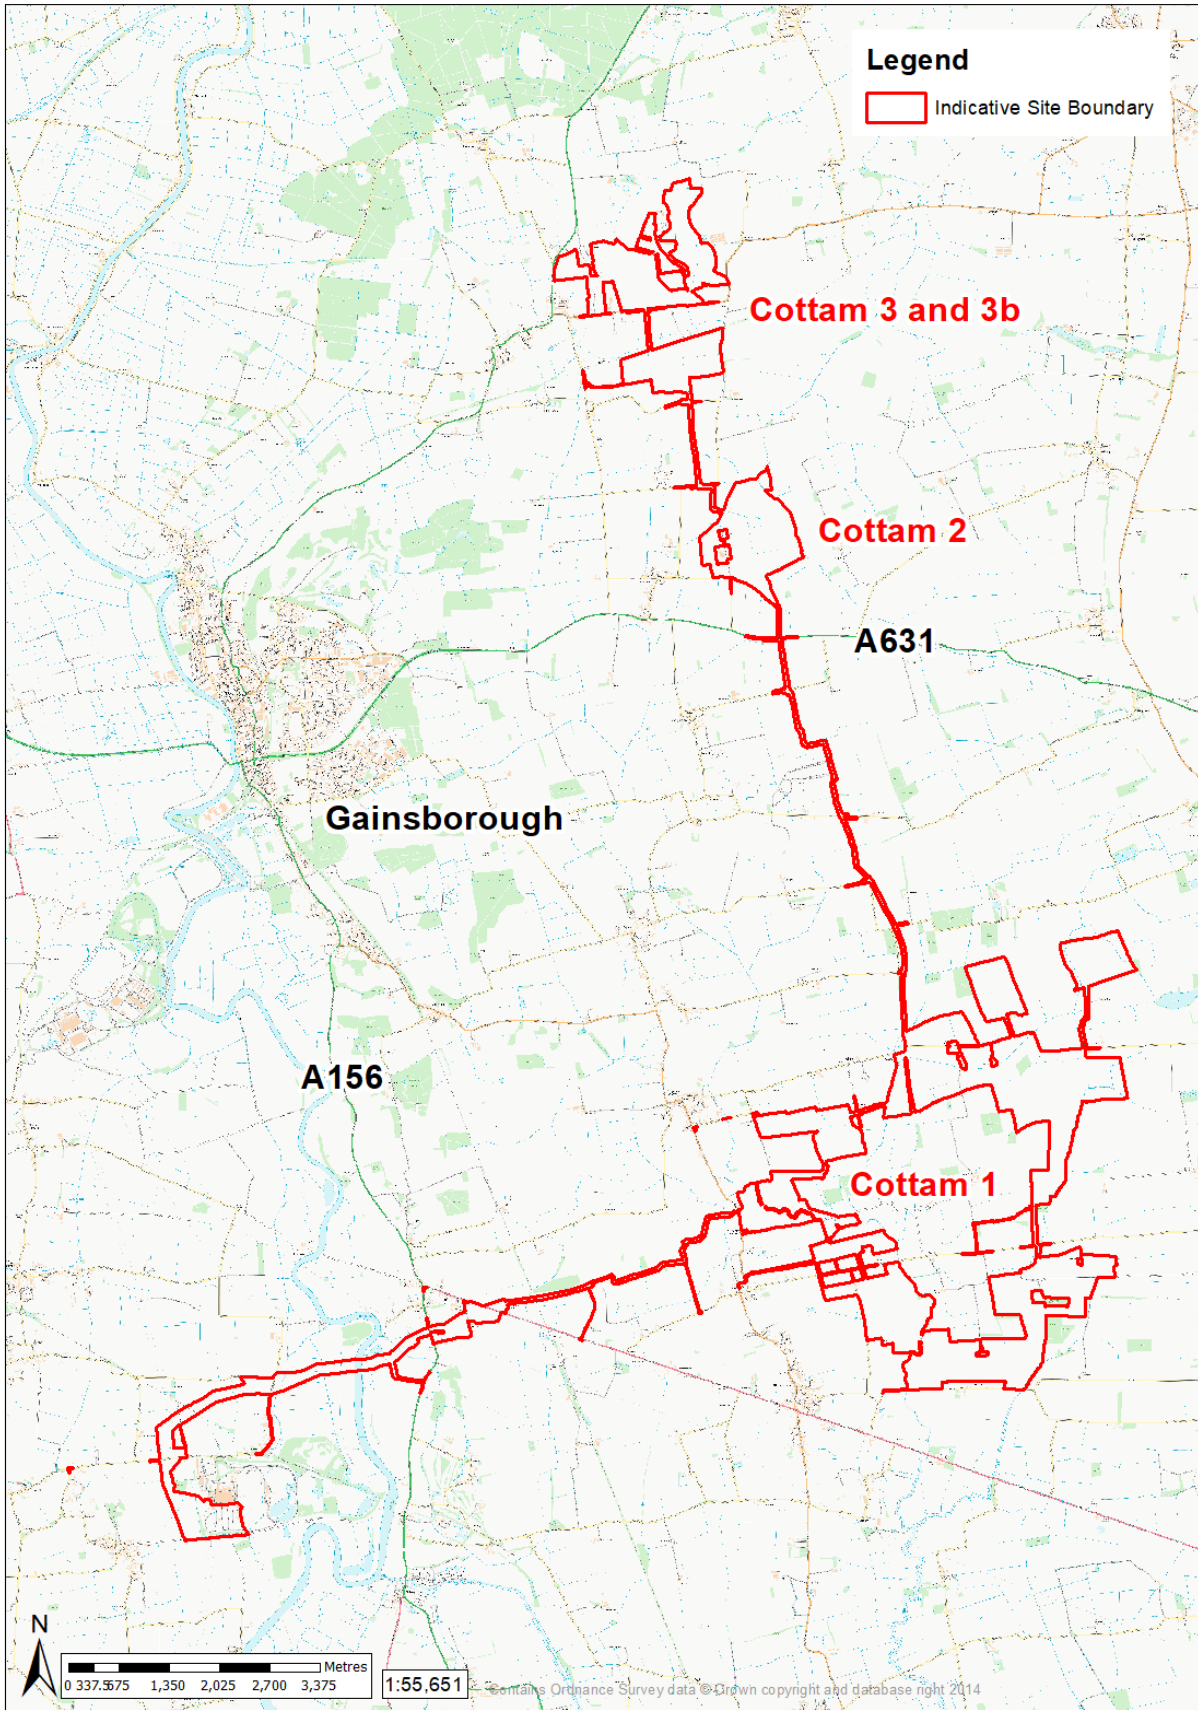 Legend
Indicative Site Boundary
Cottam 3 and 3b
Cottam 2
A631
Gainsborough
A156
Cottam 1
N
Metres
0 337.5 675 1,350 2,025 2,700 3,375
1:55,651
Contains Ordnance Survey data © Crown copyright and database right 2014